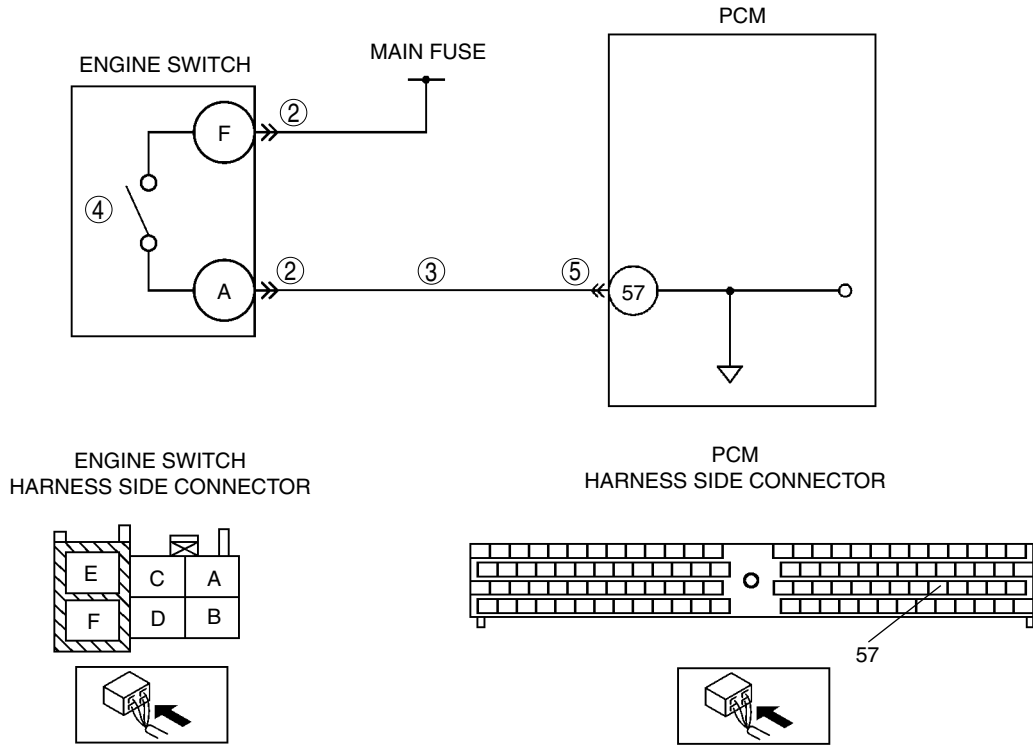 PCM
ENGINE SWITCH
MAIN FUSE
F
②
④
A
②
③
⑤
57
ENGINE SWITCH
HARNESS SIDE CONNECTOR
PCM
HARNESS SIDE CONNECTOR
E
C
A
F
D
B
57